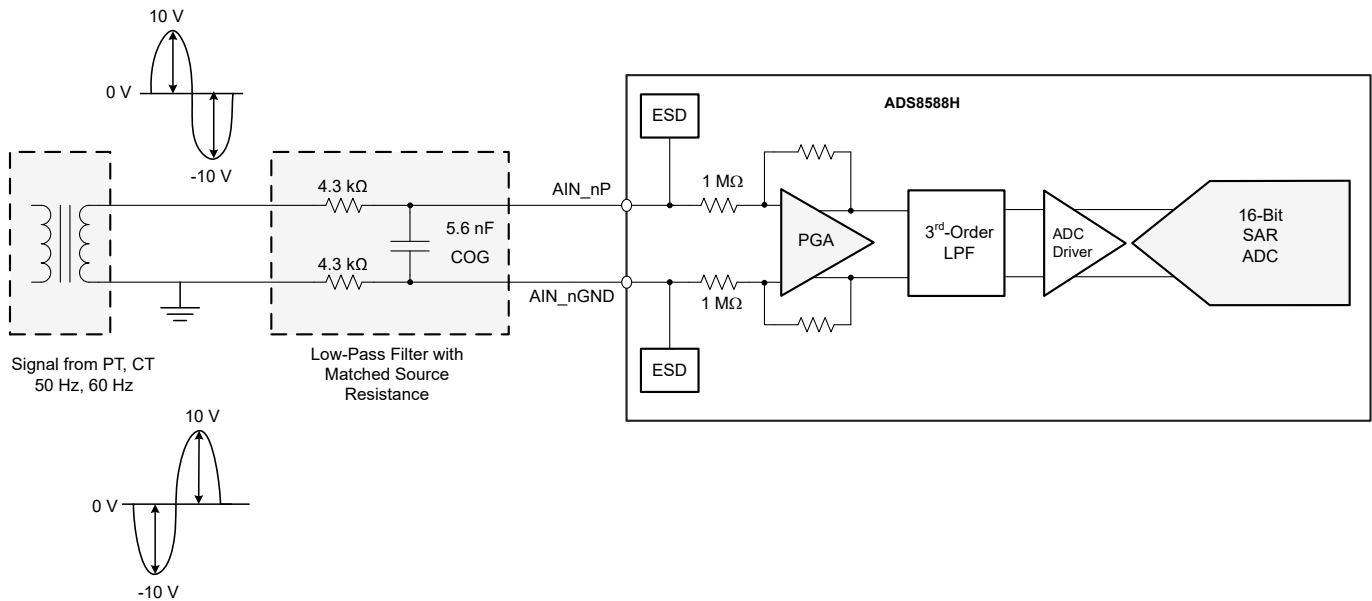 10 V
0 V
-10 V
Signal from PT, CT
50 Hz, 60 Hz
10 V
0 V
-10 V
4.3 kΩ
5.6 nF
COG
4.3 kΩ
Low-Pass Filter with
Matched Source
Resistance
AIN_nP
AIN_nGND
ADS8588H
ESD
1 MΩ
PGA
1 MΩ
ESD
3rd-Order
LPF
ADC
Driver
16-Bit
SAR
ADC